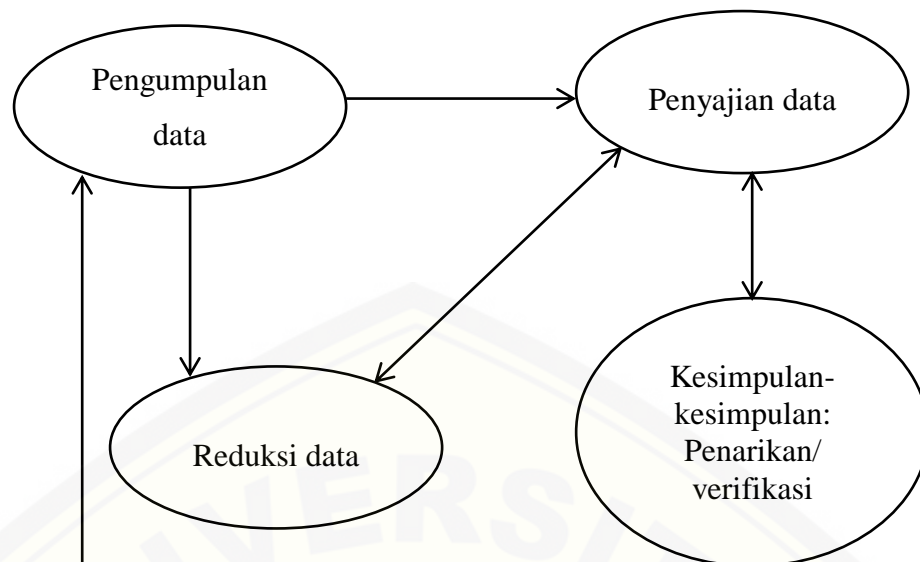 Pengumpulan
data
Penyajian data
Reduksi data
Kesimpulan-
kesimpulan:
Penarikan/
verifikasi